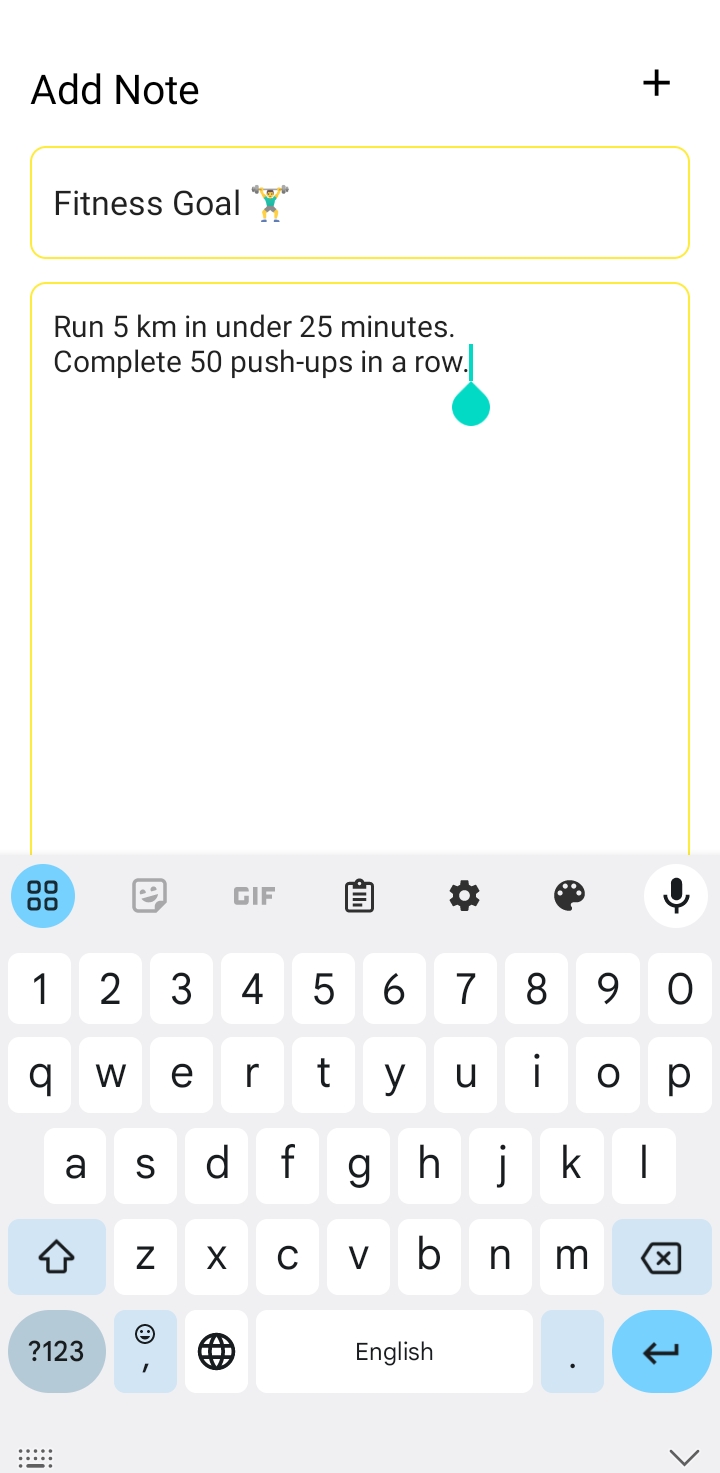 Add Note +
Fitness Goal 🏋️‍♂️
Run 5 km in under 25 minutes.
Complete 50 push-ups in a row.
GIF
1 2 3 4 5 6 7 8 9 0
q w e r t y u i o p
a s d f g h j k l
z x c v b n m
?123 , English .